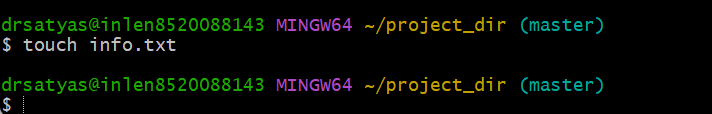 drsatyas@inlen8520088143 MINGW64 ~/project_dir (master)
$ touch info.txt
drsatyas@inlen8520088143 MINGW64 ~/project_dir (master)
$